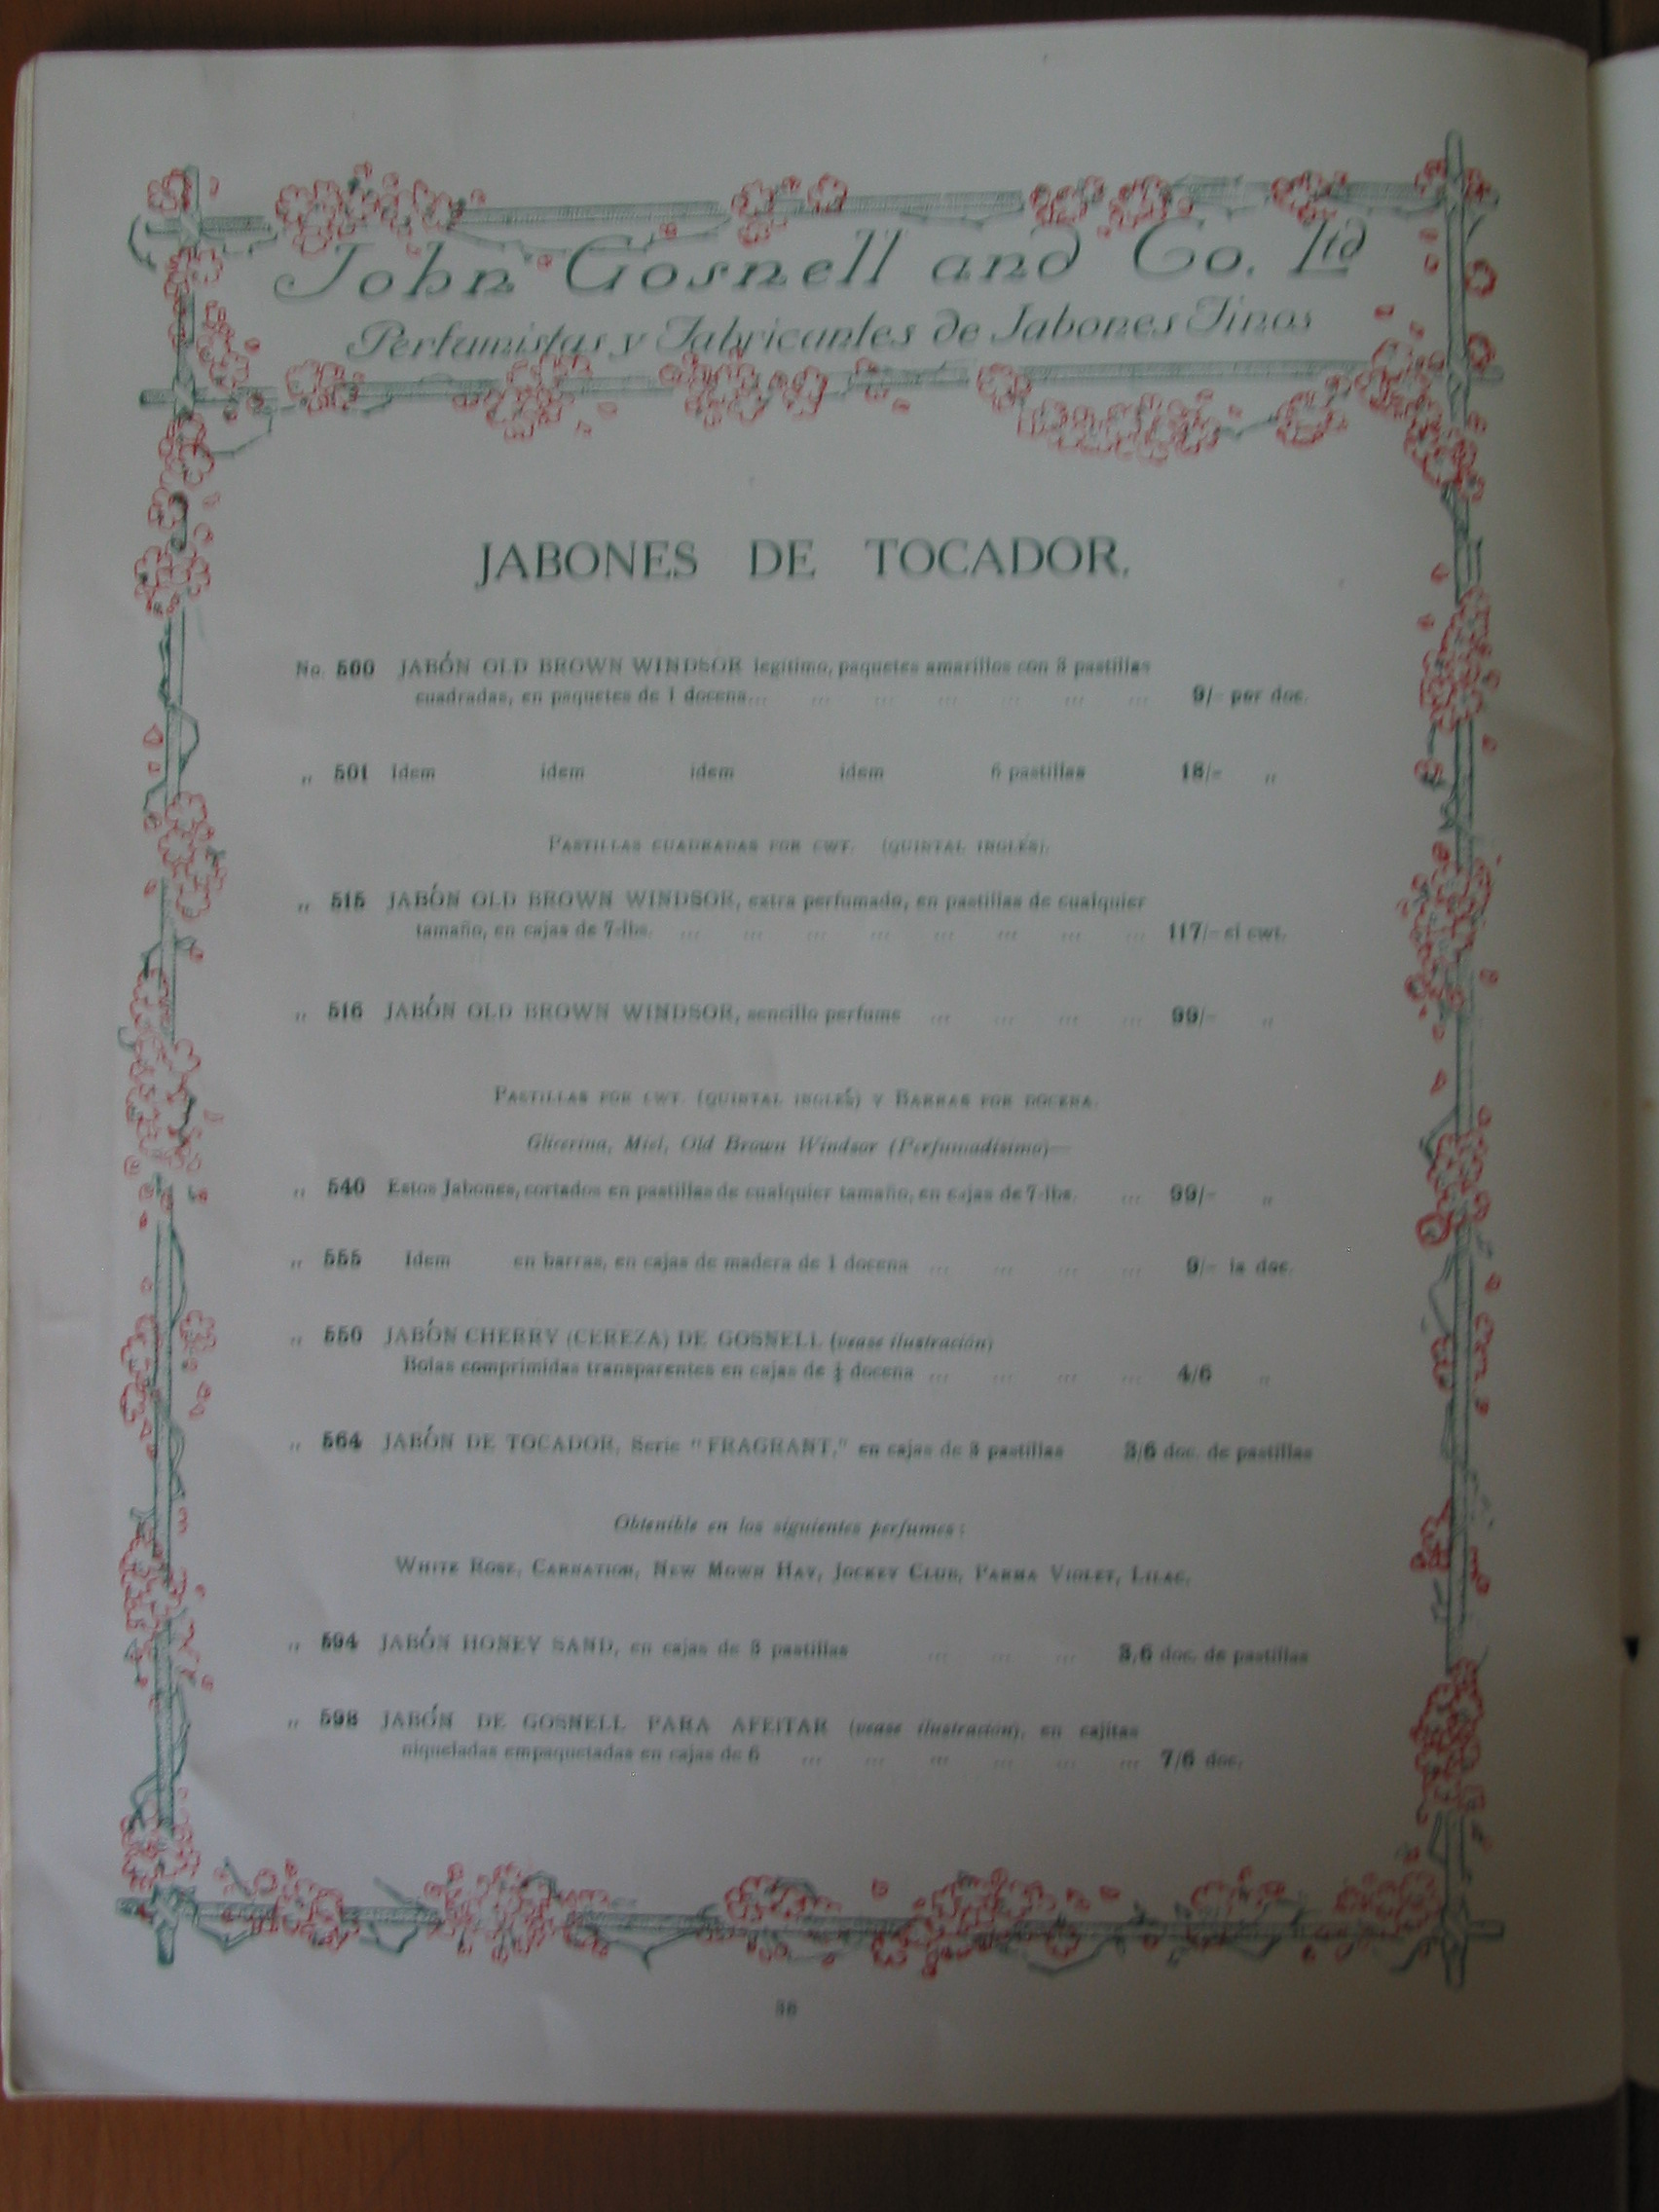 John Gosnell and Co. Ltd
Perfumistas y Fabricantes de Jabones Finos
JABONES DE TOCADOR.
No. 500 JABÓN OLD BROWN WINDSOR legitimo, paquetes amarillos con 3 pastillas
cuadradas, en paquetes de 1 docena... ... ... ... ... ... ... 9/- per doc.
„ 501 idem idem idem idem 6 pastillas 18/- „
PASTILLAS CUADRADAS POR CWT. (QUINTAL INGLÉS).
„ 515 JABÓN OLD BROWN WINDSOR, extra perfumado, en pastillas de cualquier
tamaño, en cajas de 7-lbs. ... ... ... ... ... ... ... ... 117/- el cwt.
„ 516 JABÓN OLD BROWN WINDSOR, sencillo perfume ... ... ... ... 99/- „
PASTILLAS POR CWT. (QUINTAL INGLÉS) Y BARRAS POR DOCENA.
Glicerina, Miel, Old Brown Windsor (Perfumadisimo)—
„ 540 Estos Jabones, cortados en pastillas de cualquier tamaño, en cajas de 7-lbs. ... 99/- „
„ 555 Idem en barras, en cajas de madera de 1 docena ... ... ... ... 9/- la doc.
„ 550 JABÓN CHERRY (CEREZA) DE GOSNELL (vease ilustración)
Bolas comprimidas transparentes en cajas de ½ docena ... ... ... ... 4/6 „
„ 564 JABÓN DE TOCADOR, Serie "FRAGRANT," en cajas de 3 pastillas 3/6 doc. de pastillas
Obtenible en los siguientes perfumes:
WHITE ROSE, CARNATION, NEW MOWN HAY, JOCKEY CLUB, PARMA VIOLET, LILAC.
„ 594 JABÓN HONEY SAND, en cajas de 3 pastillas ... ... ... 3/6 doc. de pastillas
„ 598 JABÓN DE GOSNELL PARA AFEITAR (vease ilustración), en cajitas
niqueladas empaquetadas en cajas de 6 ... ... ... ... ... ... 7/6 doc.